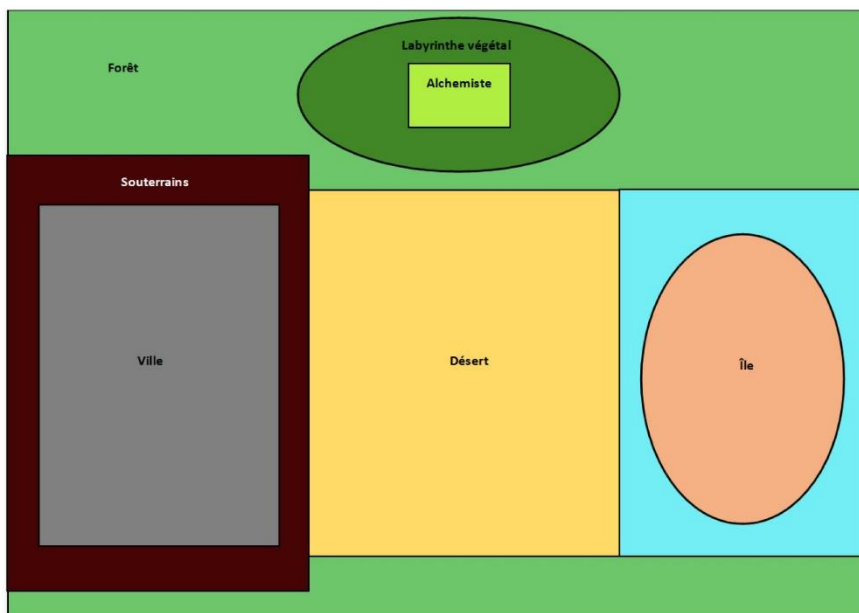 Labyrinthe végétal
Forêt
Alchemiste
Souterrains
Ville
Désert
Île